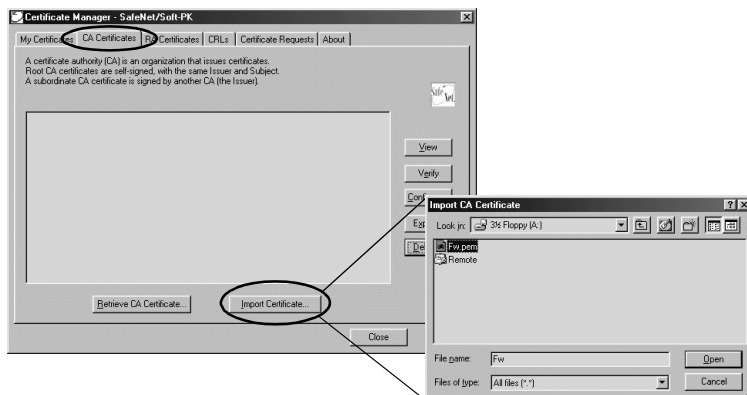 Certificate Manager - SafeNet/Soft-PK
My Certificates CA Certificates RA Certificates CRLs Certificate Requests About
A certificate authority (CA) is an organization that issues certificates.
Root CA certificates are self-signed, with the same Issuer and Subject.
A subordinate CA certificate is signed by another CA (the Issuer).
Safe Net
View
Verify
Retrieve CA Certificate...
Import Certificate...
Close
Import CA Certificate
Look in: 3½ Floppy (A:)
Fw.pem
Remote
File name: Fw
Open
Files of type: All files (*.*)
Cancel